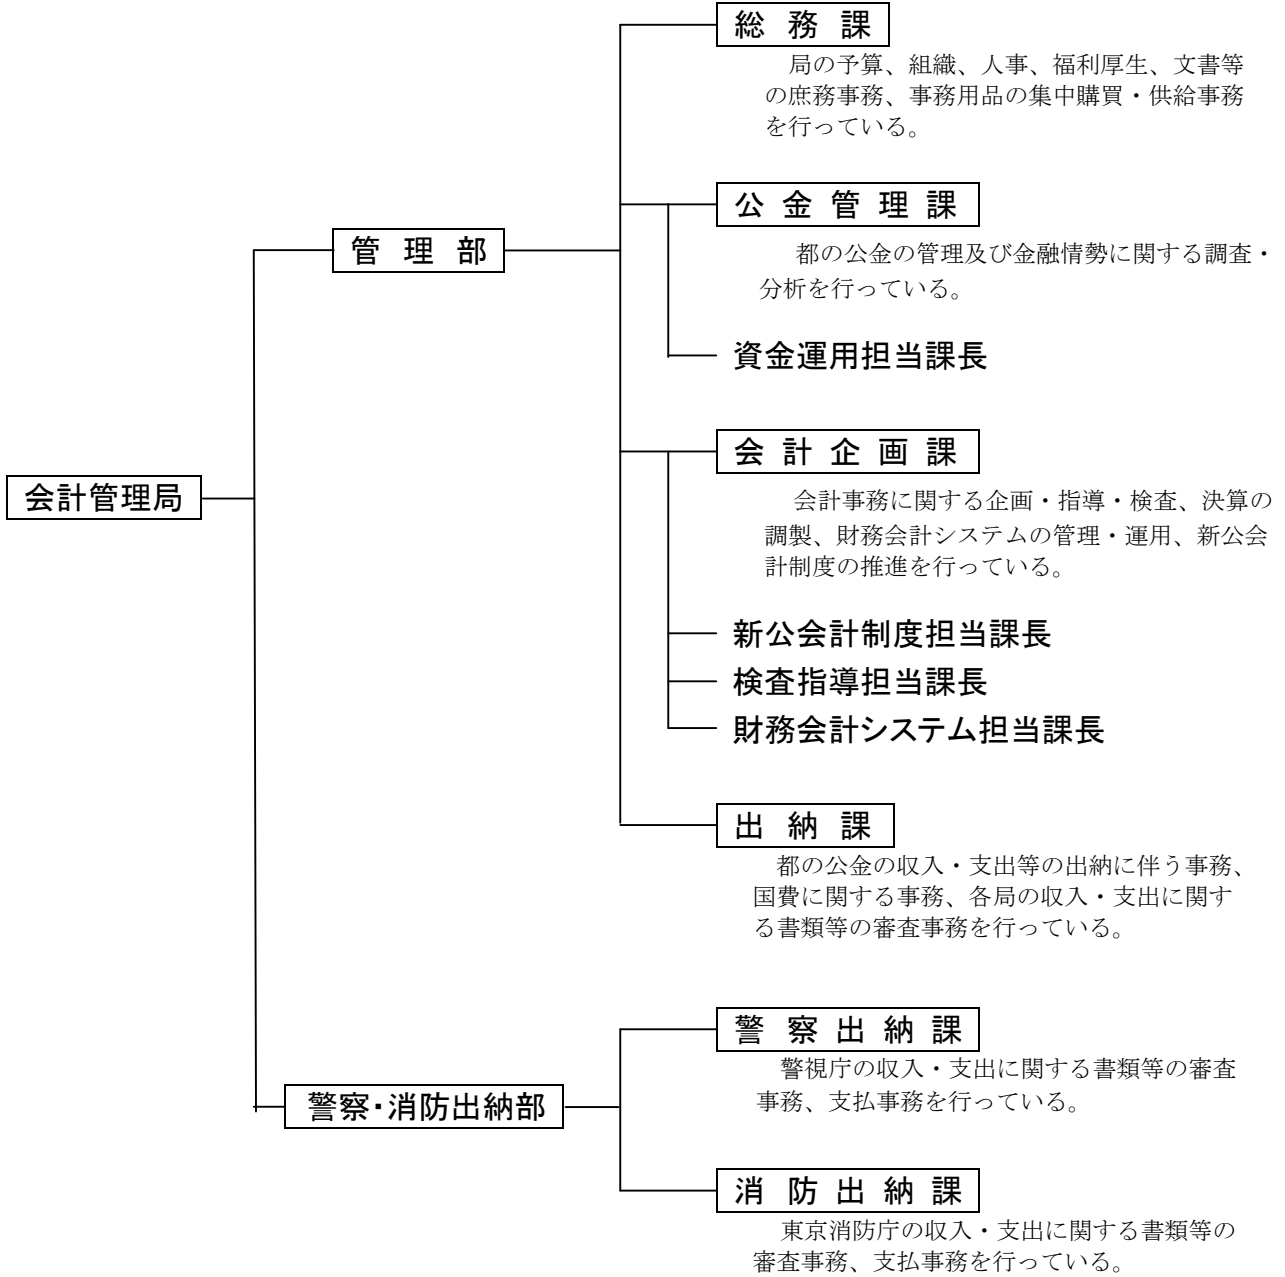 総務課
局の予算、組織、人事、福利厚生、文書等
の庶務事務、事務用品の集中購買・供給事務
を行っている。
公金管理課
管理部
都の公金の管理及び金融情勢に関する調査・
分析を行っている。
資金運用担当課長
会計企画課
会計管理局
会計事務に関する企画・指導・検査、決算の
調製、財務会計システムの管理・運用、新公会
計制度の推進を行っている。
新公会計制度担当課長
検査指導担当課長
財務会計システム担当課長
出納課
都の公金の収入・支出等の出納に伴う事務、
国費に関する事務、各局の収入・支出に関す
る書類等の審査事務を行っている。
警察出納課
警視庁の収入・支出に関する書類等の審査
事務、支払事務を行っている。
警察・消防出納部
消防出納課
東京消防庁の収入・支出に関する書類等の
審査事務、支払事務を行っている。